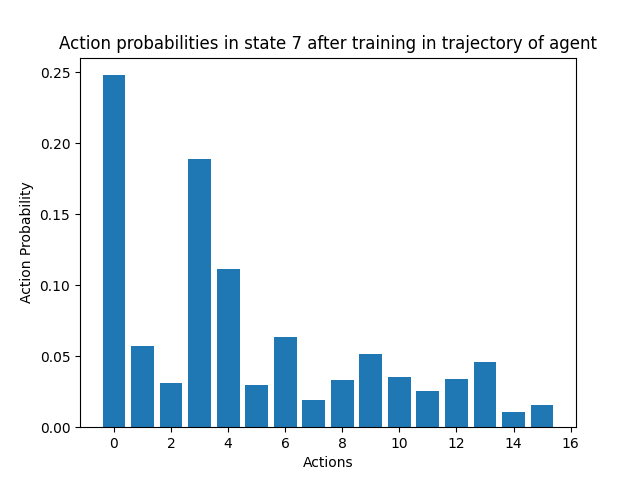 Action probabilities in state 7 after training in trajectory of agent
0.25
0.20
0.15
0.10
0.05
0.00
Action Probability
0 2 4 6 8 10 12 14 16
Actions